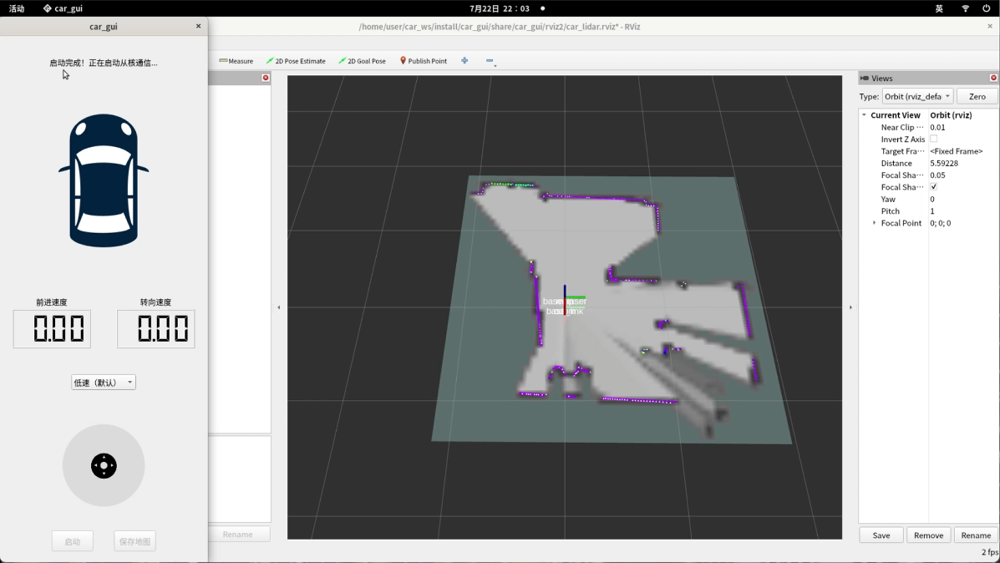 活动 car_gui 7月22日 22：03 英
car_gui
/home/user/car_ws/install/car_gui/share/car_gui/rviz2/car_lidar.rviz* - RViz
启动完成！正在启动从核通信...
Measure 2D Pose Estimate 2D Goal Pose Publish Point
Views
Type: Orbit (rviz_defa Zero
Current View Orbit (rviz)
Near Clip ··· 0.01
Invert Z Axis
Target Fra··· <Fixed Frame>
Distance 5.59228
Focal Sha··· 0.05
Focal Sha···
Yaw 0
Pitch 1
Focal Point 0; 0; 0
前进速度 转向速度
0.00 0.00
低速（默认）
启动 保存地图
Rename
Save Remove Rename
2 fps